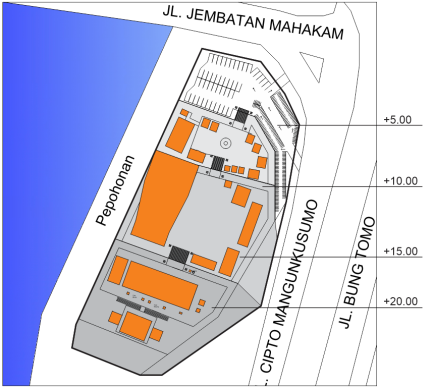 JL. JEMBATAN MAHAKAM
+5.00
Pepohonan
+10.00
+15.00
+20.00
. CIPTO MANGUNKUSUMO
JL. BUNG TOMO